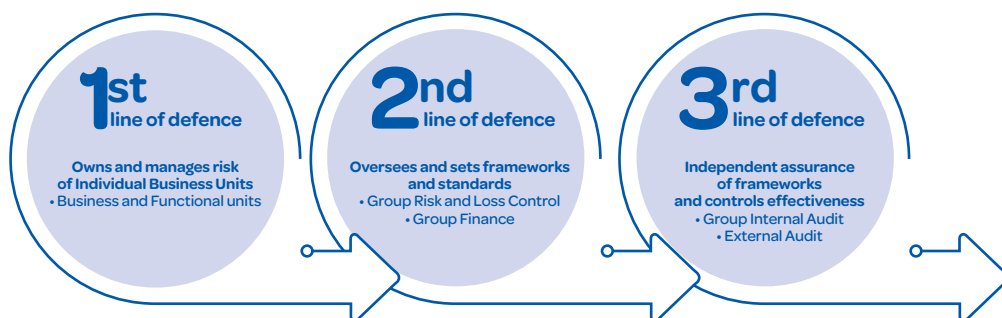 1st
line of defence
Owns and manages risk
of Individual Business Units
• Business and Functional units
2nd
line of defence
Oversees and sets frameworks
and standards
• Group Risk and Loss Control
• Group Finance
3rd
line of defence
Independent assurance
of frameworks
and controls effectiveness
• Group Internal Audit
• External Audit